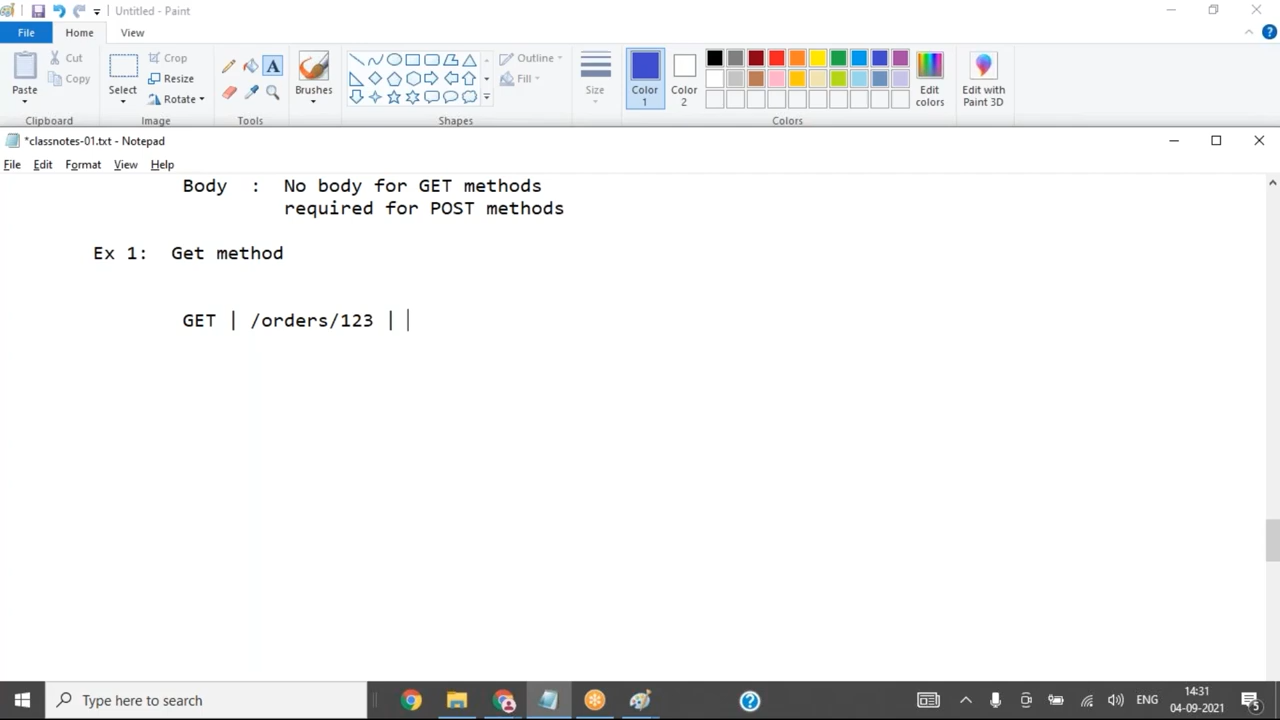 Untitled - Paint
File Home View
Paste Cut Copy Select Crop Resize Rotate A Brushes Outline Fill Size Color 1 Color 2 Edit colors Edit with Paint 3D
Clipboard Image Tools Shapes Colors
*classnotes-01.txt - Notepad
File Edit Format View Help
Body : No body for GET methods
required for POST methods
Ex 1: Get method
GET | /orders/123 |
Type here to search
ENG
14:31
04-09-2021
5